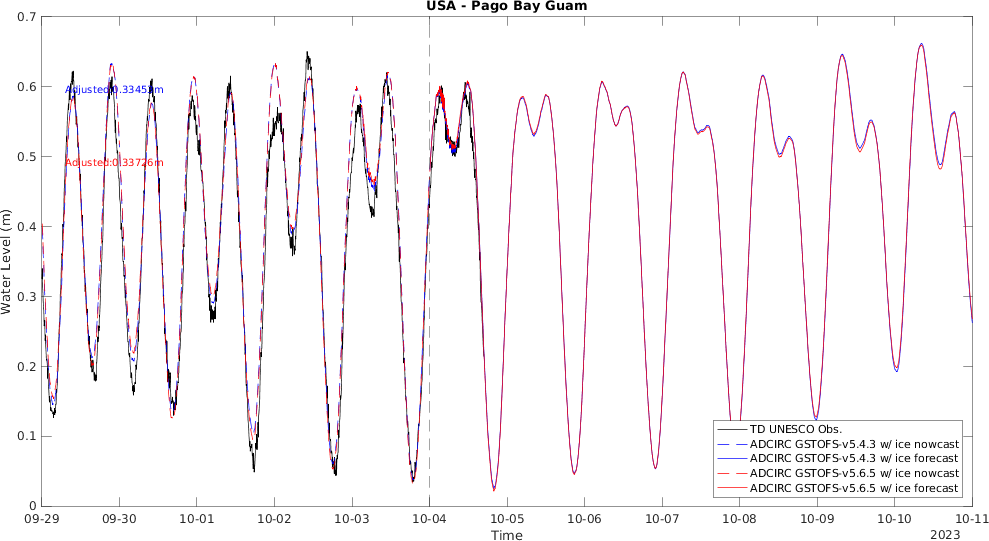 USA - Pago Bay Guam
0.7
0.6
0.5
0.4
0.3
0.2
0.1
0
Water Level (m)
Adjusted:0.33453m
Adjusted:0.33726m
TD UNESCO Obs.
ADCIRC GSTOFS-v5.4.3 w/ ice nowcast
ADCIRC GSTOFS-v5.4.3 w/ ice forecast
ADCIRC GSTOFS-v5.6.5 w/ ice nowcast
ADCIRC GSTOFS-v5.6.5 w/ ice forecast
09-29 09-30 10-01 10-02 10-03 10-04 10-05 10-06 10-07 10-08 10-09 10-10 10-11
Time
2023